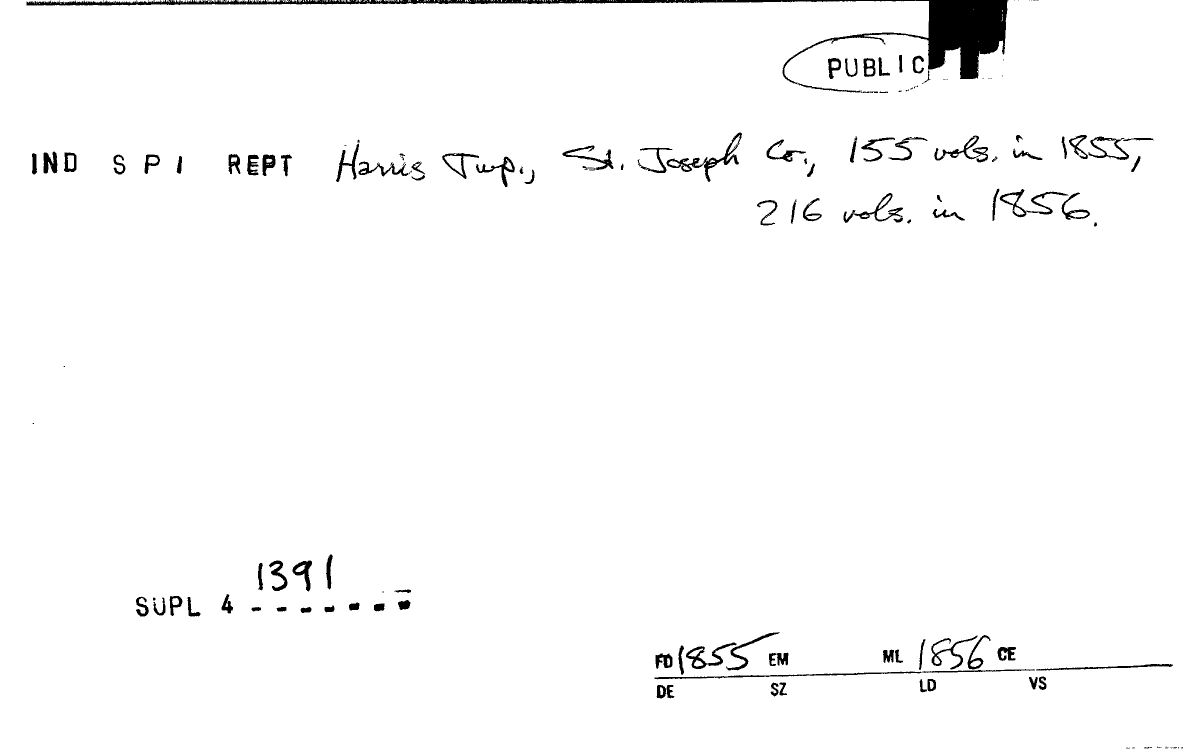 PUBLIC
IND S P I REPT Harris Twp., St. Joseph Co., 155 vols. in 1855,
216 vols. in 1856.
1391
SUPL 4 -------
FD 1855 EM ML 1856 CE
DE SZ LD VS